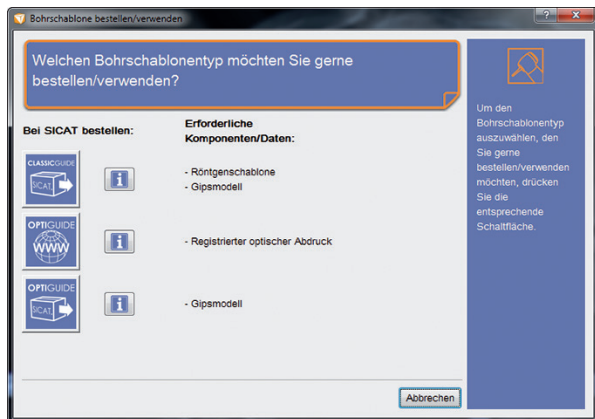 Bohrschablone bestellen/verwenden
Welchen Bohrschablonentyp möchten Sie gerne
bestellen/verwenden?
Bei SICAT bestellen:
Erforderliche
Komponenten/Daten:
CLASSICGUIDE
SICAT
i
- Röntgenschablone
- Gipsmodell
OPTIGUIDE
WWW
i
- Registrierter optischer Abdruck
OPTIGUIDE
SICAT
i
- Gipsmodell
Abbrechen
Um den
Bohrschablonentyp
auszuwählen, den
Sie gerne
bestellen/verwenden
möchten, drücken
Sie die
entsprechende
Schaltfläche.